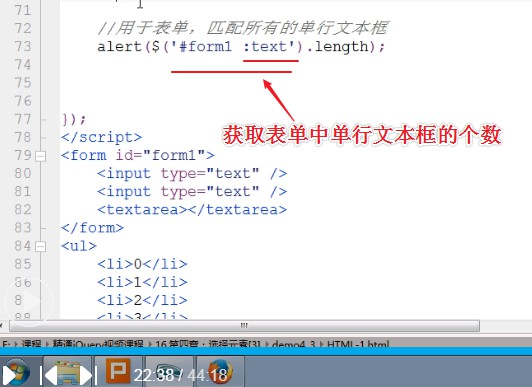 71
72 //用于表单，匹配所有的单行文本框
73 alert($('#form1 :text').length);
74
75
76
77 });
78 </script>
79 <form id="form1">
80 <input type="text" />
81 <input type="text" />
82 <textarea></textarea>
83 </form>
84 <ul>
85 <li>0</li>
86 <li>1</li>
87 <li>2</li>
88 <li>3</li>
获取表单中单行文本框的个数
课程 ▸ 精通jQuery视频课程 ▸ 16.第四章：选择元素[3] ▸ demo4_3 ▸ HTML-1.html
22:38 / 44:18